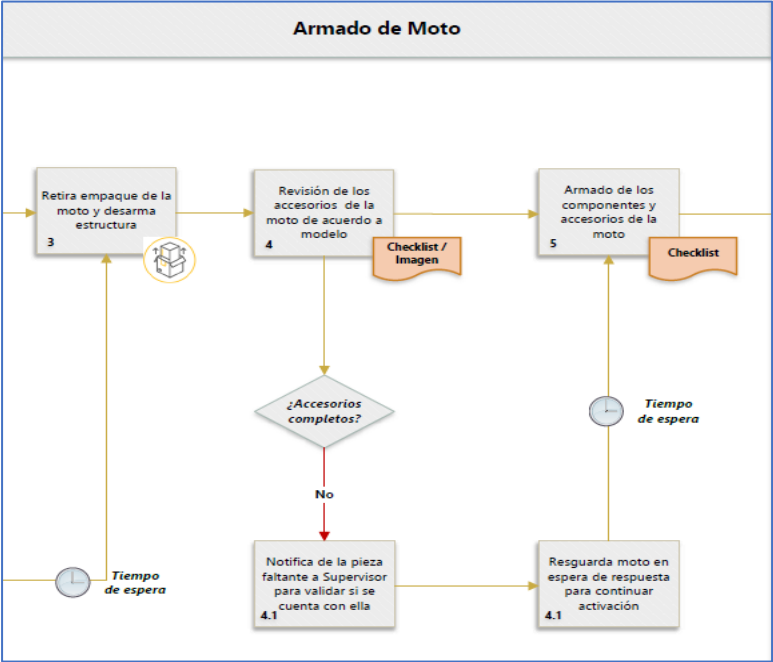 Armado de Moto
Retira empaque de la
moto y desarma
estructura
3
Revisión de los
accesorios de la
moto de acuerdo a
modelo
4
Checklist /
Imagen
Armado de los
componentes y
accesorios de la
moto
5
Checklist
¿Accesorios
completos?
Tiempo
de espera
No
Tiempo
de espera
Notifica de la pieza
faltante a Supervisor
para validar si se
cuenta con ella
4.1
Resguarda moto en
espera de respuesta
para continuar
activación
4.1